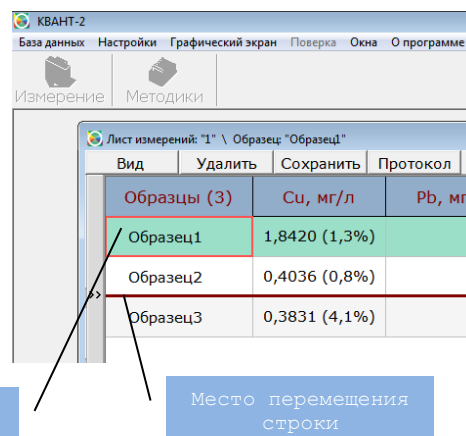 КВАНТ-2
База данных Настройки Графический экран Поверка Окна О программе
Измерение Методики
Лист измерений: "1" \ Образец: "Образец1"
Вид Удалить Сохранить Протокол
Образцы (3) Cu, мг/л Pb, мг
Образец1 1,8420 (1,3%)
Образец2 0,4036 (0,8%)
>>
Образец3 0,3831 (4,1%)
Место перемещения
строки